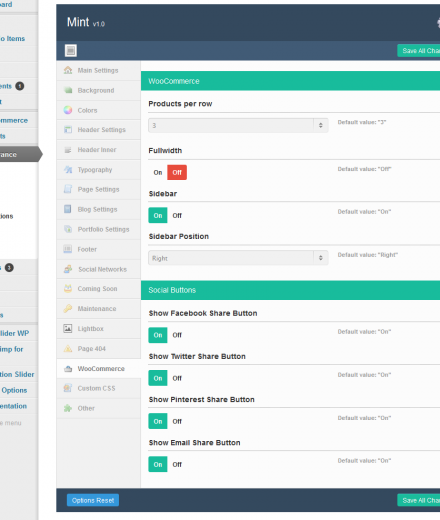 oard
o Items
ents 1
t
ommerce
ts
rance
ions
s 1
s
lider WP
imp for
tion Slider
Options
entation
e menu
Mint v1.0
Save All Char
Main Settings
Background
Colors
Header Settings
Header Inner
Typography
Page Settings
Blog Settings
Portfolio Settings
Footer
Social Networks
Coming Soon
Maintenance
Lightbox
Page 404
WooCommerce
Custom CSS
Other
WooCommerce
Products per row
3
Default value: "3"
Fullwidth
On Off
Default value: "Off"
Sidebar
On Off
Default value: "On"
Sidebar Position
Right
Default value: "Right"
Social Buttons
Show Facebook Share Button
On Off
Default value: "On"
Show Twitter Share Button
On Off
Default value: "On"
Show Pinterest Share Button
On Off
Default value: "On"
Show Email Share Button
On Off
Default value: "On"
Options Reset
Save All Char